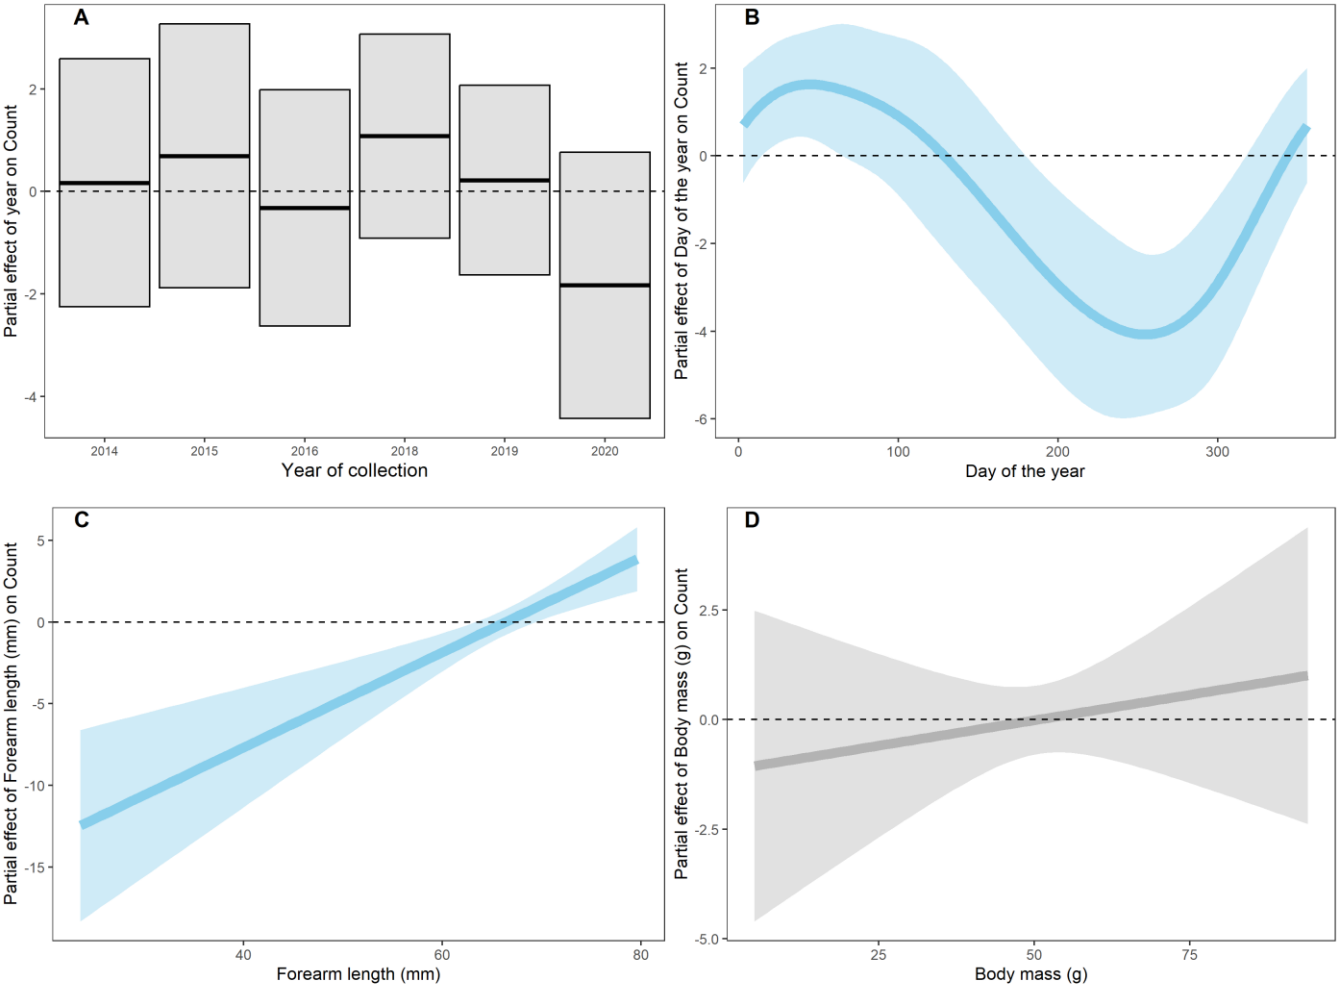 A
Partial effect of year on Count
2
0
-2
-4
2014 2015 2016 2018 2019 2020
Year of collection
B
Partial effect of Day of the year on Count
2
0
-2
-4
-6
0 100 200 300
Day of the year
C
Partial effect of Forearm length (mm) on Count
5
0
-5
-10
-15
40 60 80
Forearm length (mm)
D
Partial effect of Body mass (g) on Count
2.5
0.0
-2.5
-5.0
25 50 75
Body mass (g)